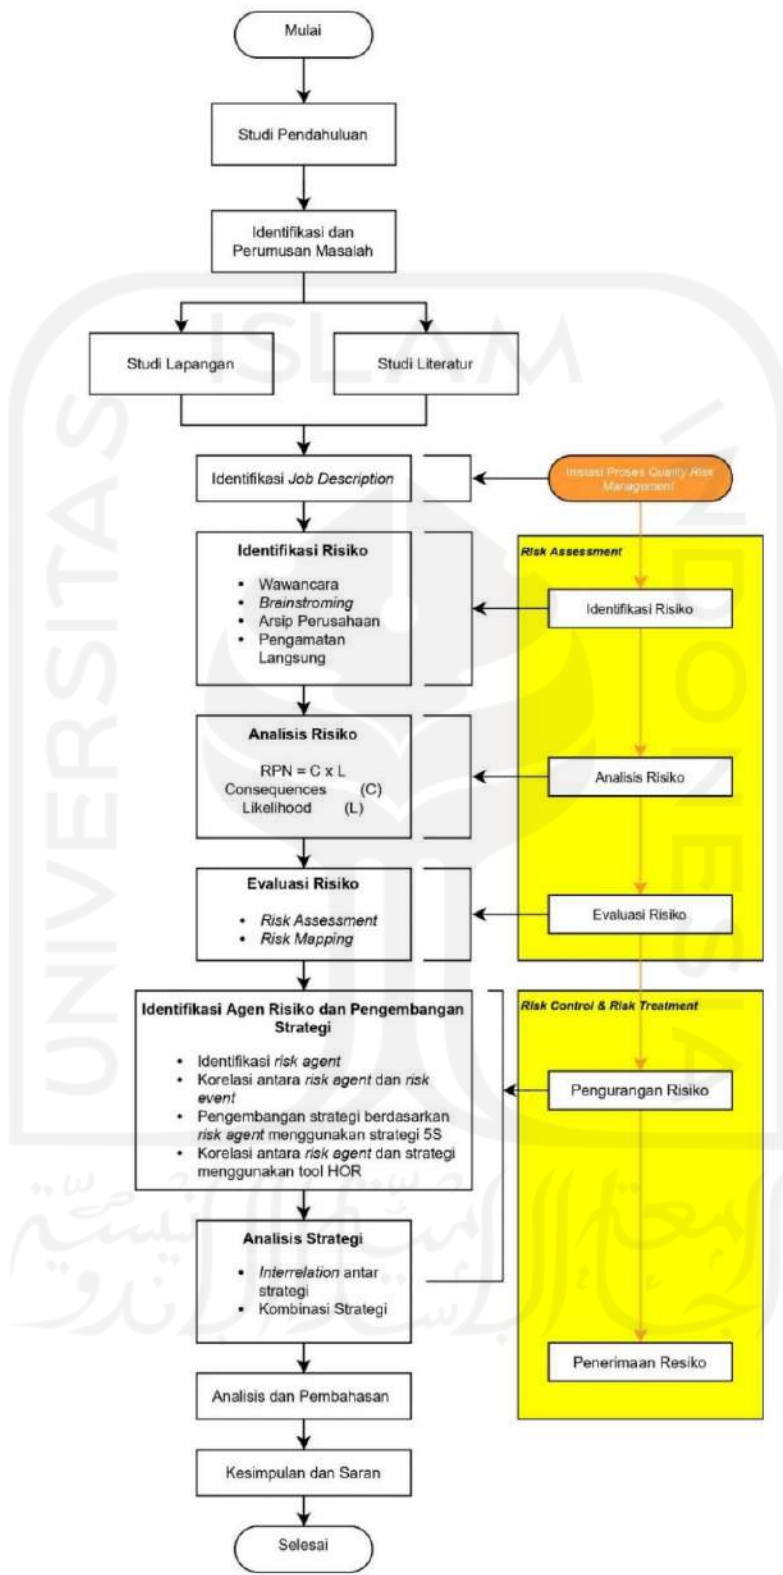 Mulai
Studi Pendahuluan
Identifikasi dan
Perumusan Masalah
Studi Lapangan
Studi Literatur
Identifikasi Job Description
Inisiasi Proses Quality Risk
Management
Identifikasi Risiko
• Wawancara
• Brainstroming
• Arsip Perusahaan
• Pengamatan
Langsung
Risk Assessment
Identifikasi Risiko
Analisis Risiko
RPN = C x L
Consequences (C)
Likelihood (L)
Analisis Risiko
Evaluasi Risiko
• Risk Assessment
• Risk Mapping
Evaluasi Risiko
Identifikasi Agen Risiko dan Pengembangan
Strategi
• Identifikasi risk agent
• Korelasi antara risk agent dan risk
event
• Pengembangan strategi berdasarkan
risk agent menggunakan strategi 5S
• Korelasi antara risk agent dan strategi
menggunakan tool HOR
Risk Control & Risk Treatment
Pengurangan Risiko
Analisis Strategi
• Interrelation antar
strategi
• Kombinasi Strategi
Penerimaan Resiko
Analisis dan Pembahasan
Kesimpulan dan Saran
Selesai
UNIVERSITAS
ISLAM
INDONESIA